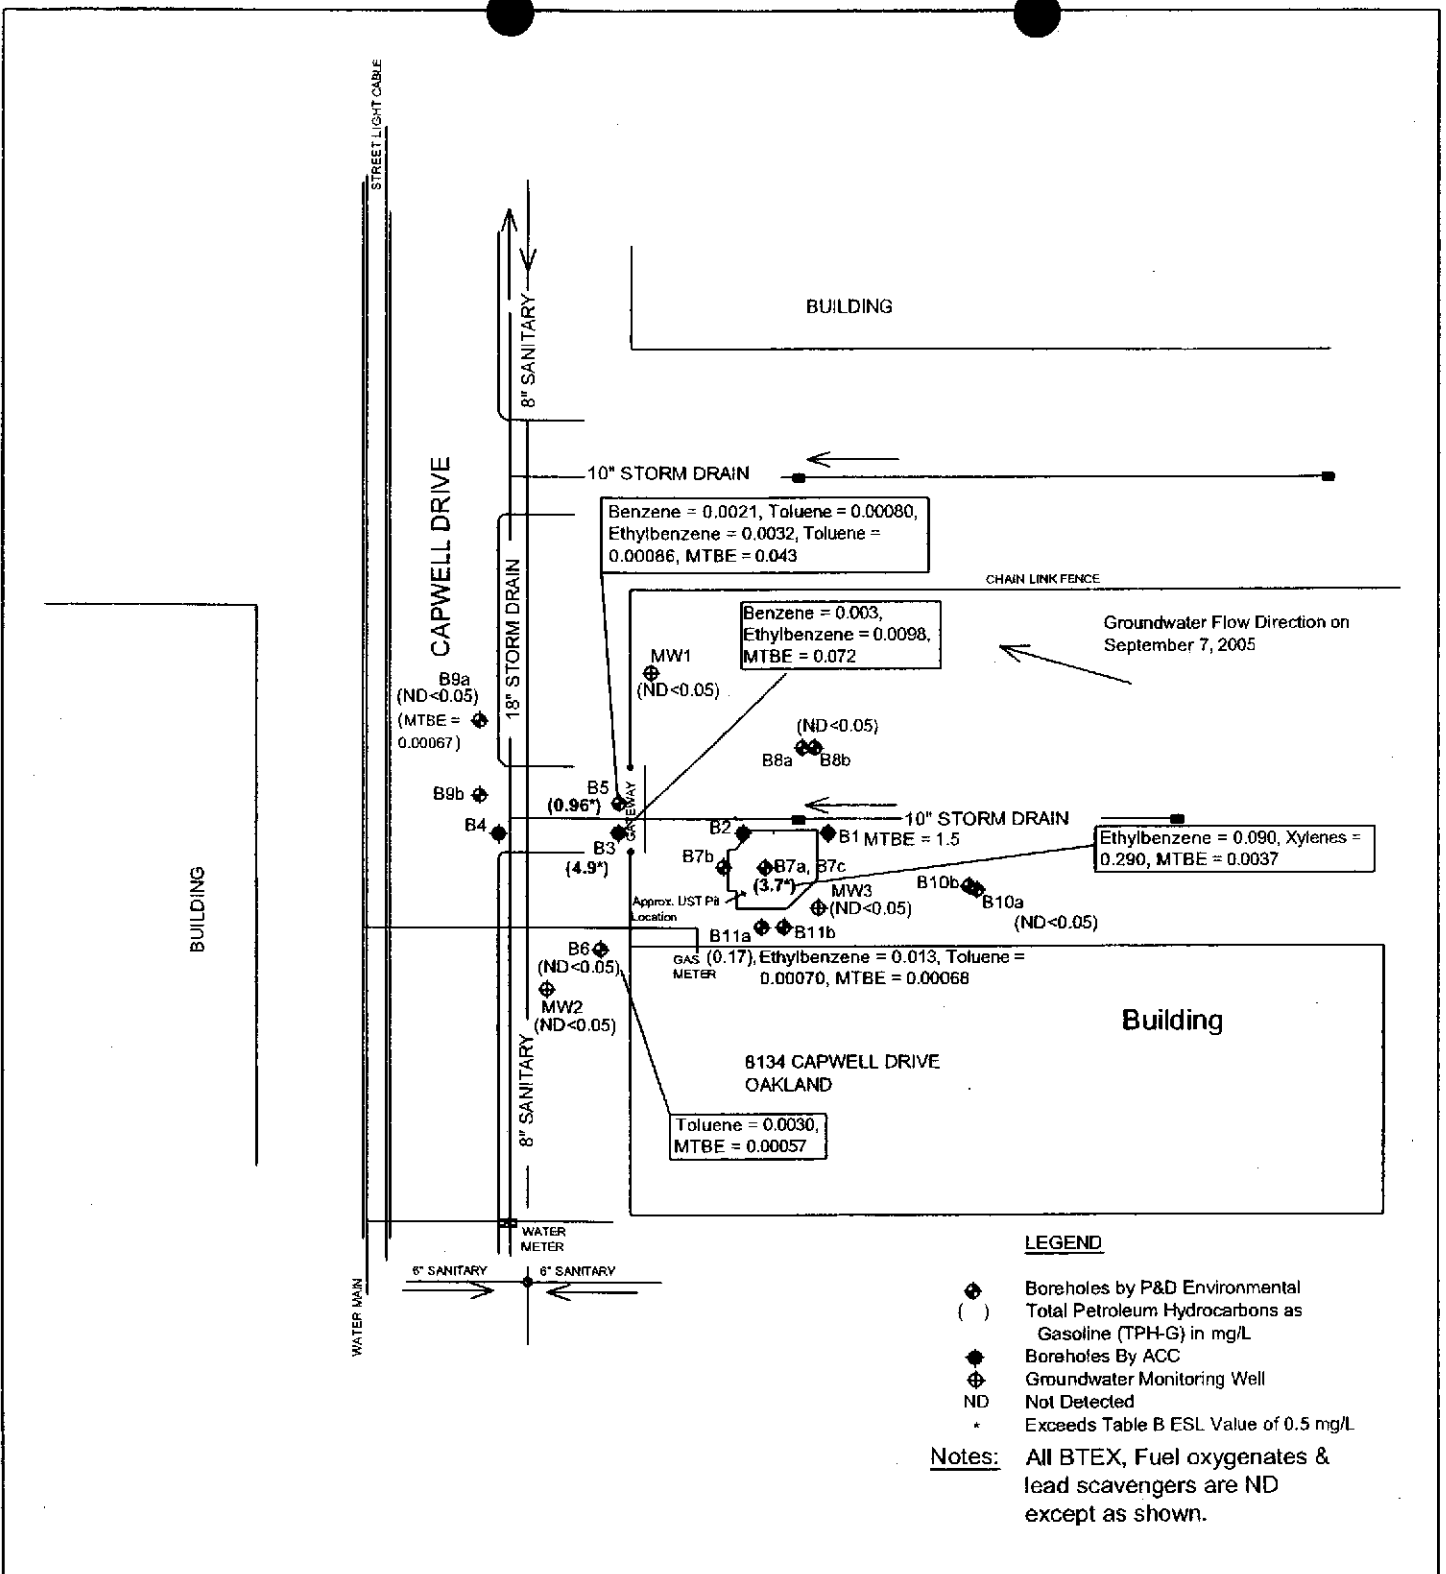 STREET LIGHT CABLE
8" SANITARY
BUILDING
CAPWELL DRIVE
10" STORM DRAIN
Benzene = 0.0021, Toluene = 0.00080,
Ethylbenzene = 0.0032, Toluene =
0.00086, MTBE = 0.043
CHAIN LINK FENCE
18" STORM DRAIN
Benzene = 0.003,
Ethylbenzene = 0.0098,
MTBE = 0.072
Groundwater Flow Direction on
September 7, 2005
MW1
(ND<0.05)
B9a
(ND<0.05)
(MTBE =
0.00067)
(ND<0.05)
B8a
B8b
B9b
B5
(0.96*)
GATEWAY
B4
B3
(4.9*)
B2
10" STORM DRAIN
B1 MTBE = 1.5
Ethylbenzene = 0.090, Xylenes =
0.290, MTBE = 0.0037
B7b
B7a, B7c
(3.7*)
MW3
(ND<0.05)
B10b
B10a
(ND<0.05)
Approx. UST Pit
Location
BUILDING
B11a
B11b
B6
(ND<0.05)
GAS
METER
(0.17), Ethylbenzene = 0.013, Toluene =
0.00070, MTBE = 0.00068
MW2
(ND<0.05)
Building
8" SANITARY
8134 CAPWELL DRIVE
OAKLAND
Toluene = 0.0030,
MTBE = 0.00057
WATER
METER
6" SANITARY
6" SANITARY
WATER MAIN
LEGEND
Boreholes by P&D Environmental
( ) Total Petroleum Hydrocarbons as
Gasoline (TPH-G) in mg/L
Boreholes By ACC
Groundwater Monitoring Well
ND Not Detected
* Exceeds Table B ESL Value of 0.5 mg/L
Notes: All BTEX, Fuel oxygenates &
lead scavengers are ND
except as shown.